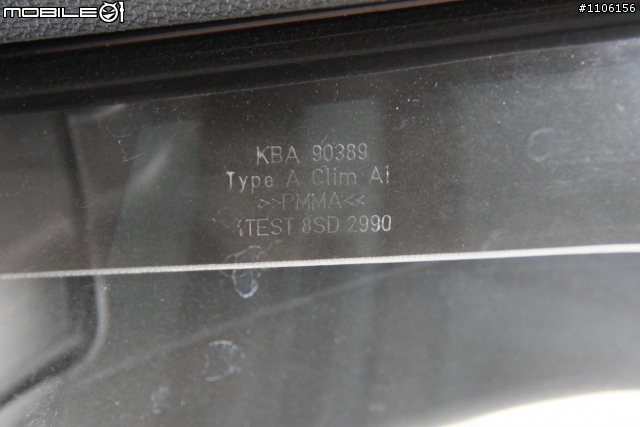 MOBILE01
#1106156
KBA 90389
Type A Clim Ai
>>PMMA<<
TEST 8SD 2990